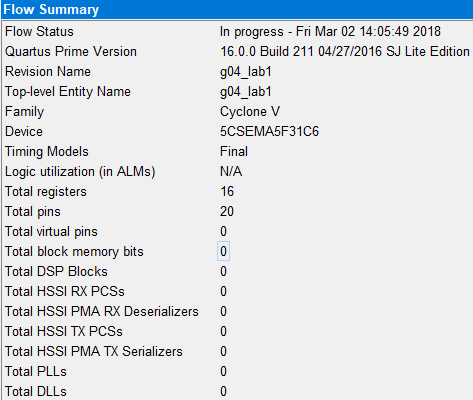 Flow Summary
Flow Status In progress - Fri Mar 02 14:05:49 2018
Quartus Prime Version 16.0.0 Build 211 04/27/2016 SJ Lite Edition
Revision Name g04_lab1
Top-level Entity Name g04_lab1
Family Cyclone V
Device 5CSEMA5F31C6
Timing Models Final
Logic utilization (in ALMs) N/A
Total registers 16
Total pins 20
Total virtual pins 0
Total block memory bits 0
Total DSP Blocks 0
Total HSSI RX PCSs 0
Total HSSI PMA RX Deserializers 0
Total HSSI TX PCSs 0
Total HSSI PMA TX Serializers 0
Total PLLs 0
Total DLLs 0